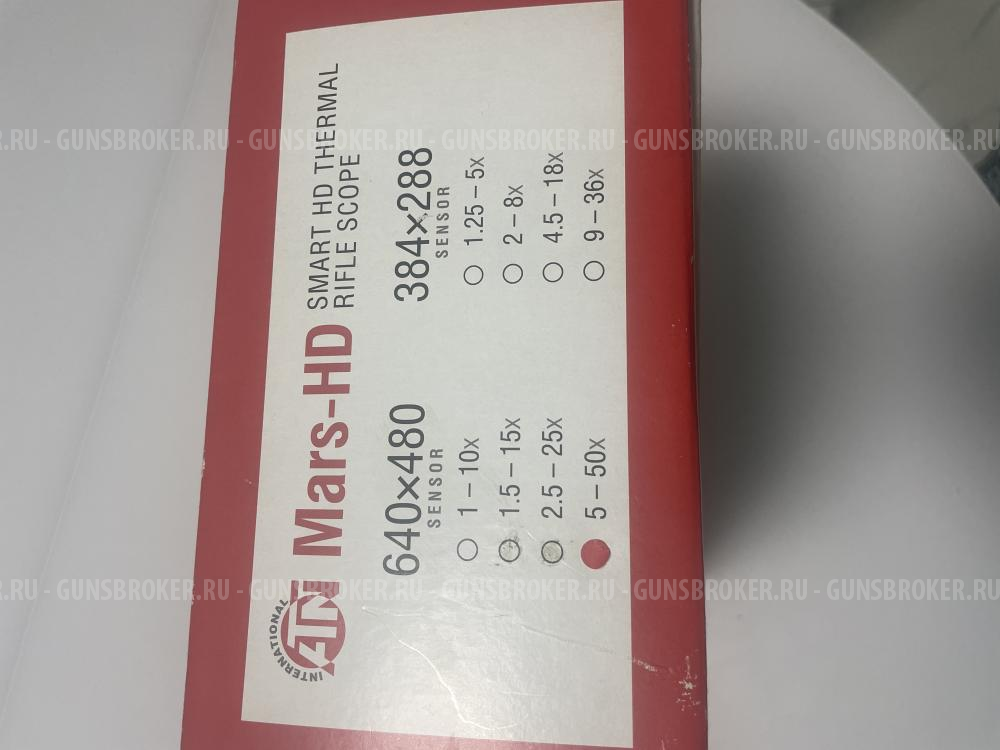 INTERNATIONAL
ATN
Mars-HD
SMART HD THERMAL
RIFLE SCOPE
640×480
SENSOR
1 – 10x
1.5 – 15x
2.5 – 25x
5 – 50x
384×288
SENSOR
1.25 – 5x
2 – 8x
4.5 – 18x
9 – 36x
.RU - GUNSBROKER.RU - GUNSBROKER.RU - GUNSBROKER.RU - GUNSBROKER.RU - GUNSBROKER.RU
.RU - GUNSBROKER.RU - GUNSBROKER.RU - GUNSBROKER.RU - GUNSBROKER.RU - GUNSBROKER.RU